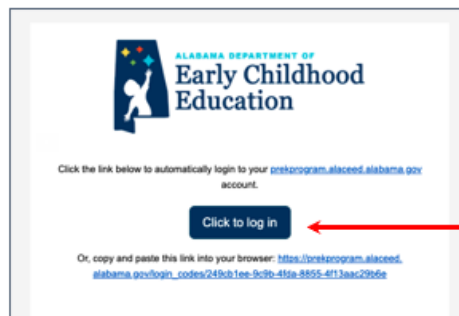 ALABAMA DEPARTMENT OF
Early Childhood
Education
Click the link below to automatically login to your prekprogram.alaceed.alabama.gov
account.
Click to log in
Or, copy and paste this link into your browser: https://prekprogram.alaceed.
alabama.gov/login_codes/249cb1ee-9c9b-4fda-8855-4f13aac29b6e